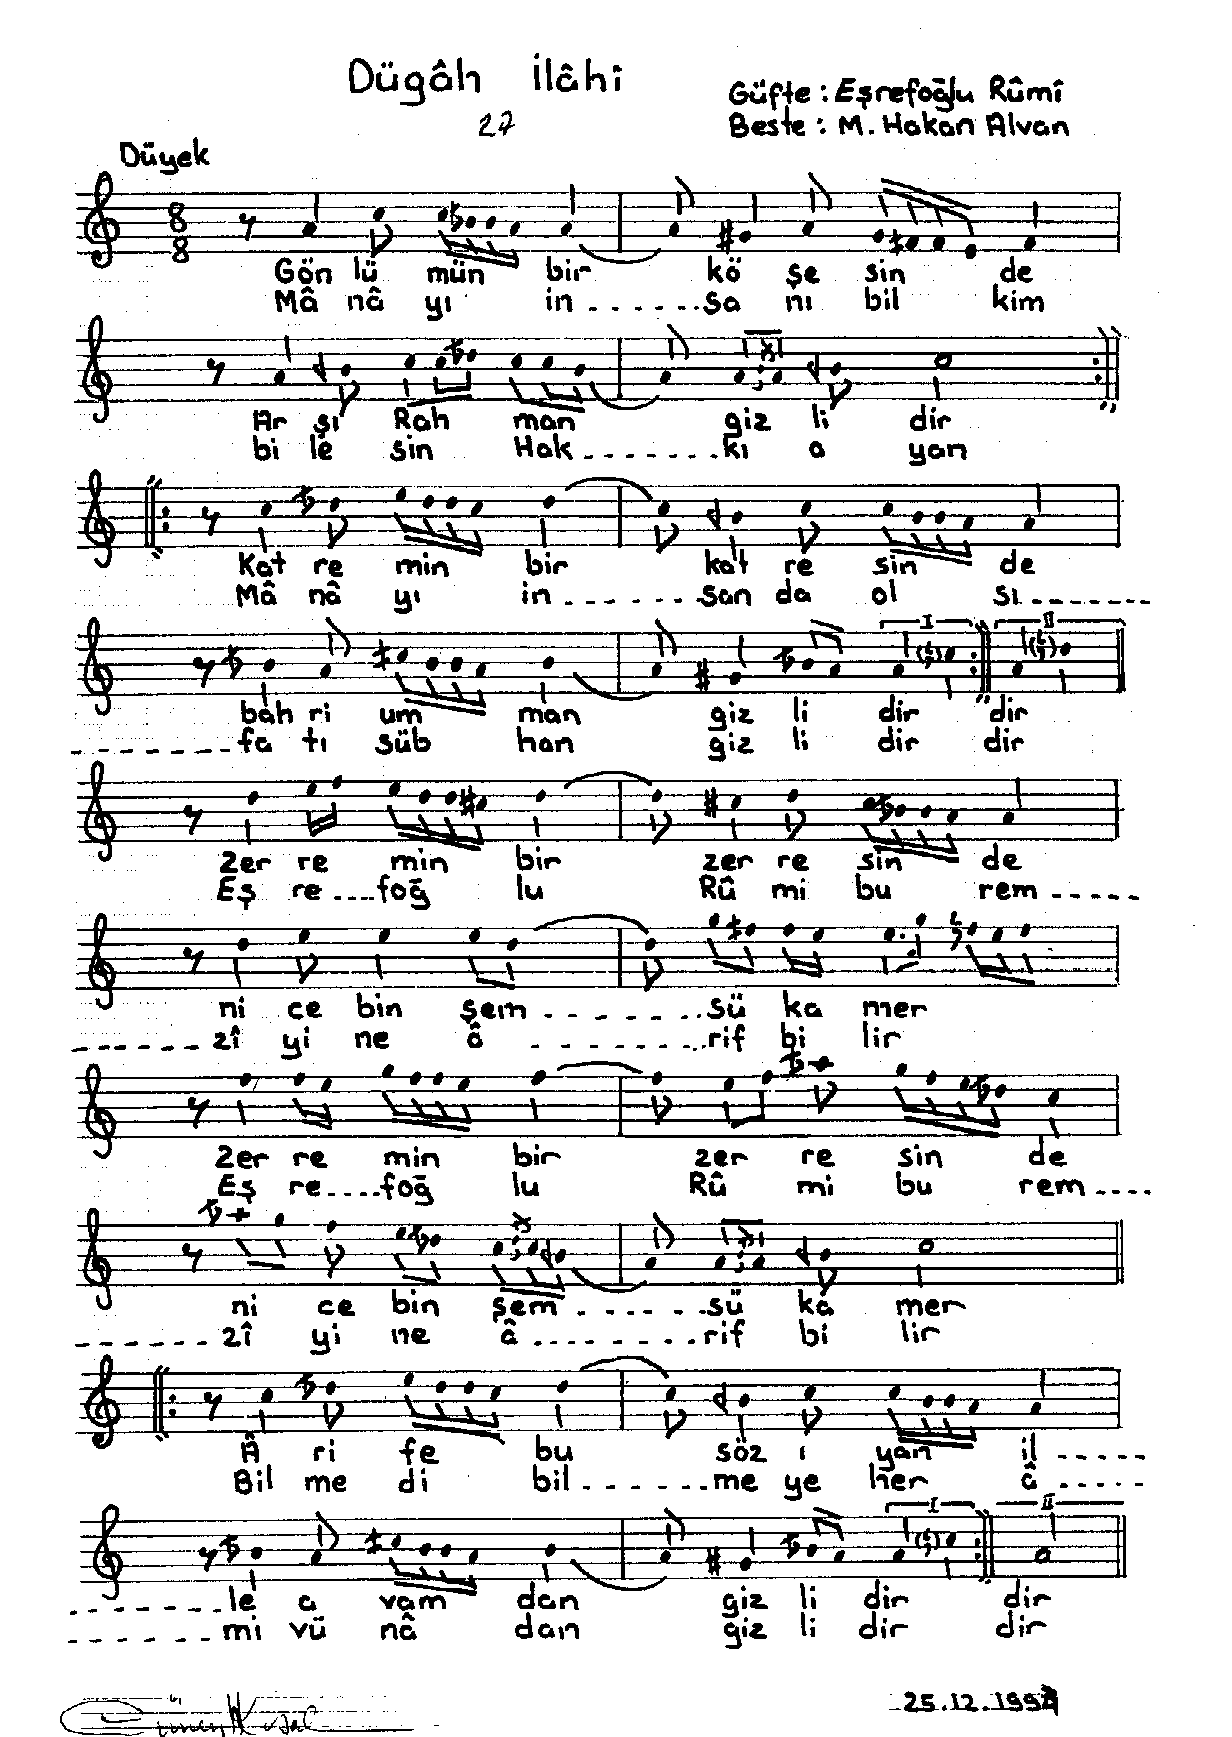 Dügâh İlâhi
Güfte : Eşrefoğlu Rûmî
27
Beste : M. Hakan Alvan
Düyek
8
8
Gön lü mün bir kö şe sin de
Mâ nâ yı in - - - - - - sa nı bil kim
Ar şı Rah man giz li dir
bi le sin Hak - - - - - - - kı a yan
Kat re min bir kat re sin de
Mâ nâ yı in - - - - - - san da ol sı - - - - - - -
I II
bah ri um man giz li dir dir
- - - - - - - fa tı süb han giz li dir dir
Zer re min bir zer re sin de
Eş re - - - foğ lu Rû mi bu rem - - - - -
ni ce bin şem - - - - - - - sü ka mer
- - - - - - - zî yi ne â - - - - - - - rif bi lir
Zer re min bir zer re sin de
Eş re - - - - foğ lu Rû mi bu rem - - - -
ni ce bin şem - - - - - - sü ka mer
- - - - - - - zî yi ne â - - - - - - - rif bi lir
Â ri fe bu söz ı yan il - - - - -
Bil me di bil - - - - - - me ye her â - - - - -
I II
- - - - - - - le a vam dan giz li dir dir
- - - - - - - mi vü nâ dan giz li dir dir